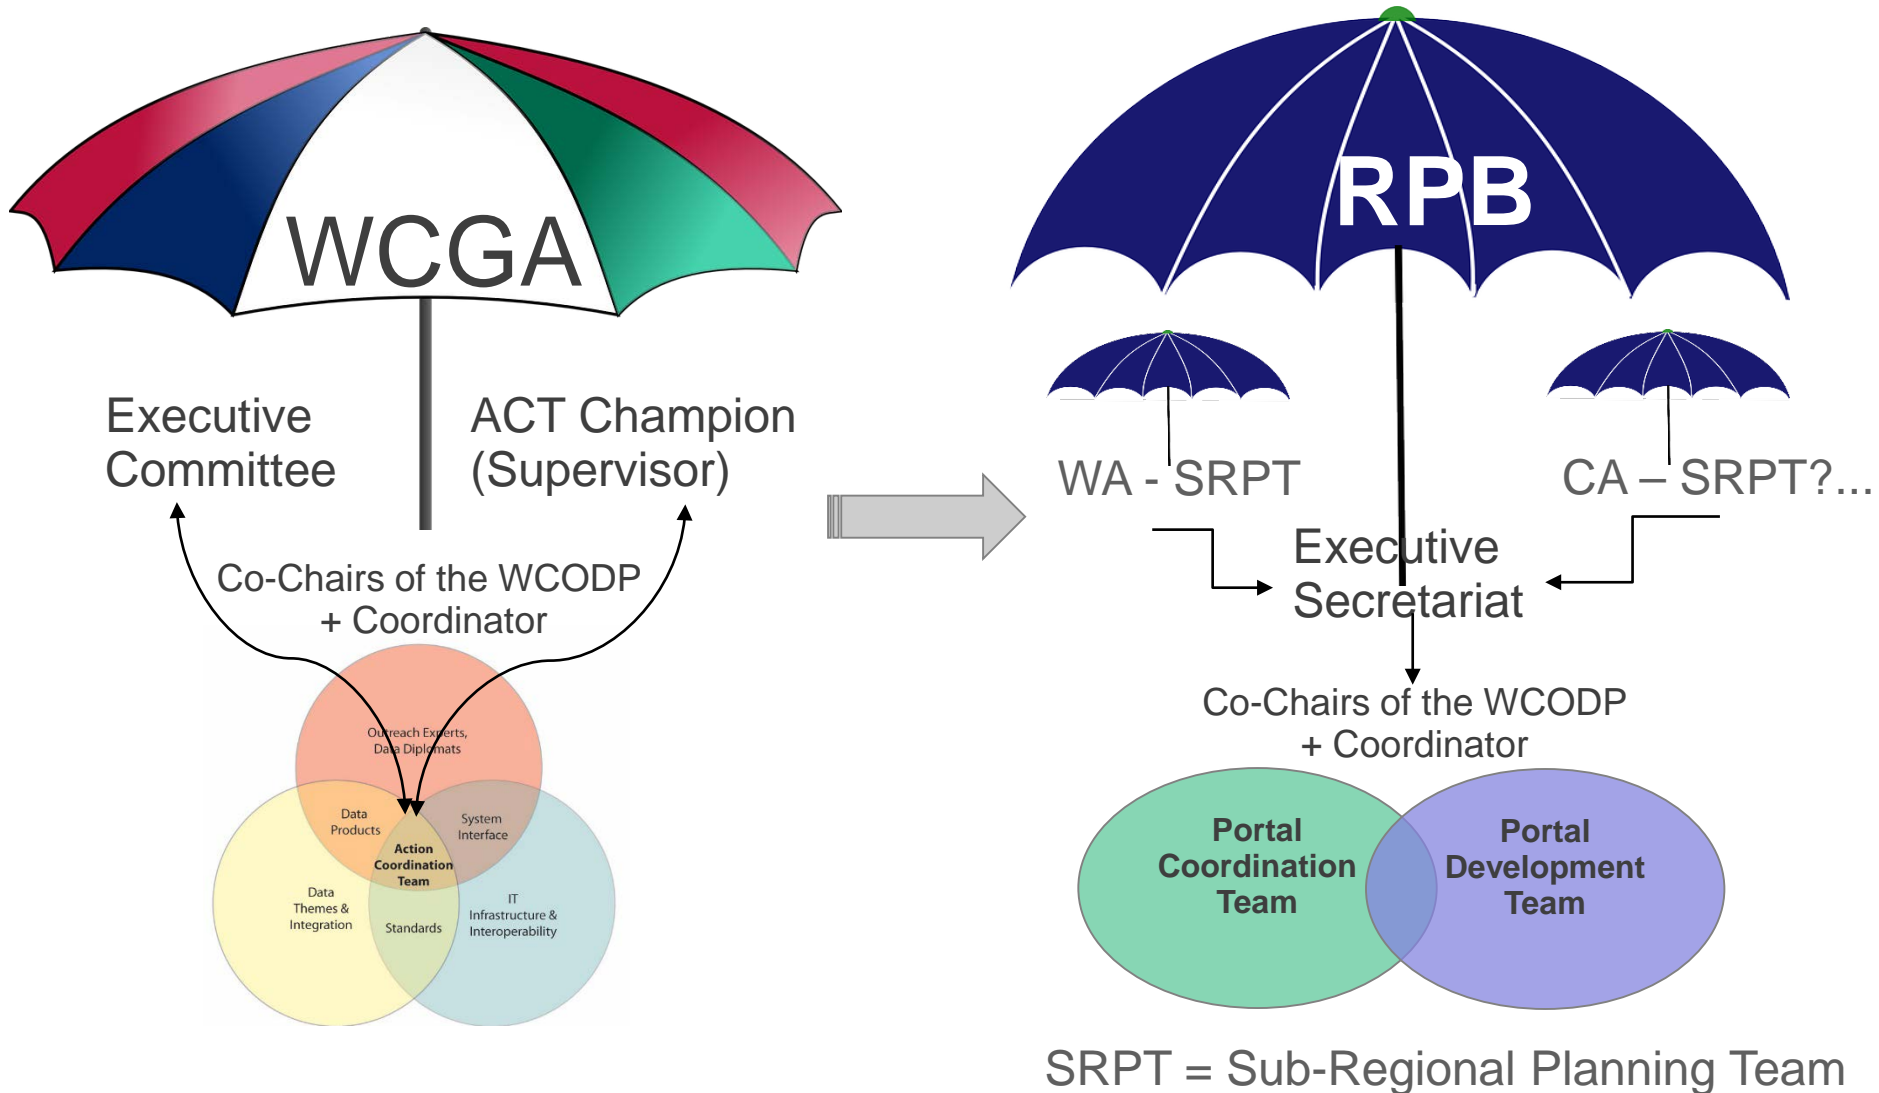 WCGA
Executive
Committee
ACT Champion
(Supervisor)
Co-Chairs of the WCODP
+ Coordinator
Outreach Experts,
Data Diplomats
Data
Products
System
Interface
Action
Coordination
Team
Data
Themes &
Integration
Standards
IT
Infrastructure &
Interoperability
RPB
WA - SRPT
CA – SRPT?...
Executive
Secretariat
Co-Chairs of the WCODP
+ Coordinator
Portal
Coordination
Team
Portal
Development
Team
SRPT = Sub-Regional Planning Team